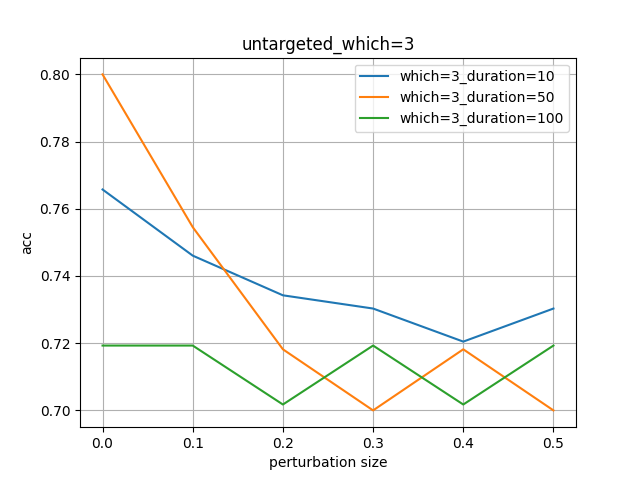 untargeted_which=3
which=3_duration=10
which=3_duration=50
which=3_duration=100
acc
0.80
0.78
0.76
0.74
0.72
0.70
0.0 0.1 0.2 0.3 0.4 0.5
perturbation size